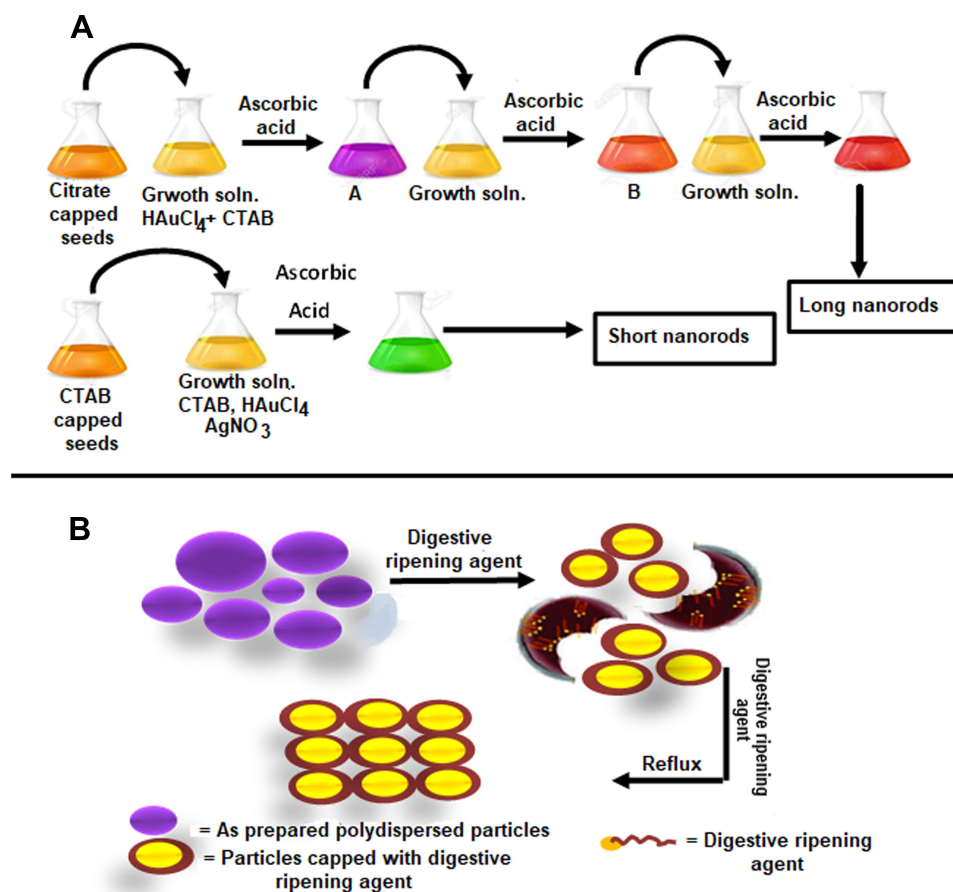 A
Ascorbic
acid
Ascorbic
acid
Ascorbic
acid
Citrate
capped
seeds
Grwoth soln.
HAuCl4+ CTAB
A
Growth soln.
B
Growth soln.
Long nanorods
Ascorbic
Acid
Short nanorods
CTAB
capped
seeds
Growth soln.
CTAB, HAuCl4
AgNO3
B
Digestive
ripening agent
Digestive ripening
agent
Reflux
= As prepared polydispersed particles
= Particles capped with digestive
ripening agent
= Digestive ripening
agent